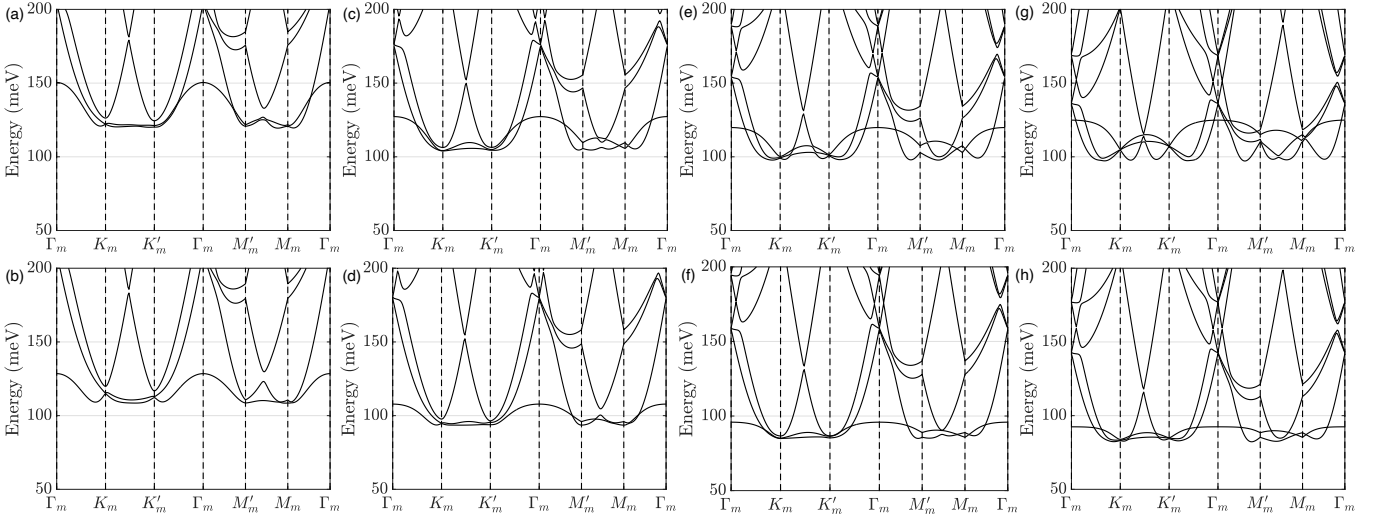 (a) (c) (e) (g)
200 200 200 200
150 150 150 150
100 100 100 100
50 50 50 50
Energy (meV) Energy (meV) Energy (meV) Energy (meV)
Γm Km K′m Γm M′m Mm Γm Γm Km K′m Γm M′m Mm Γm Γm Km K′m Γm M′m Mm Γm Γm Km K′m Γm M′m Mm Γm
(b) (d) (f) (h)
200 200 200 200
150 150 150 150
100 100 100 100
50 50 50 50
Energy (meV) Energy (meV) Energy (meV) Energy (meV)
Γm Km K′m Γm M′m Mm Γm Γm Km K′m Γm M′m Mm Γm Γm Km K′m Γm M′m Mm Γm Γm Km K′m Γm M′m Mm Γm